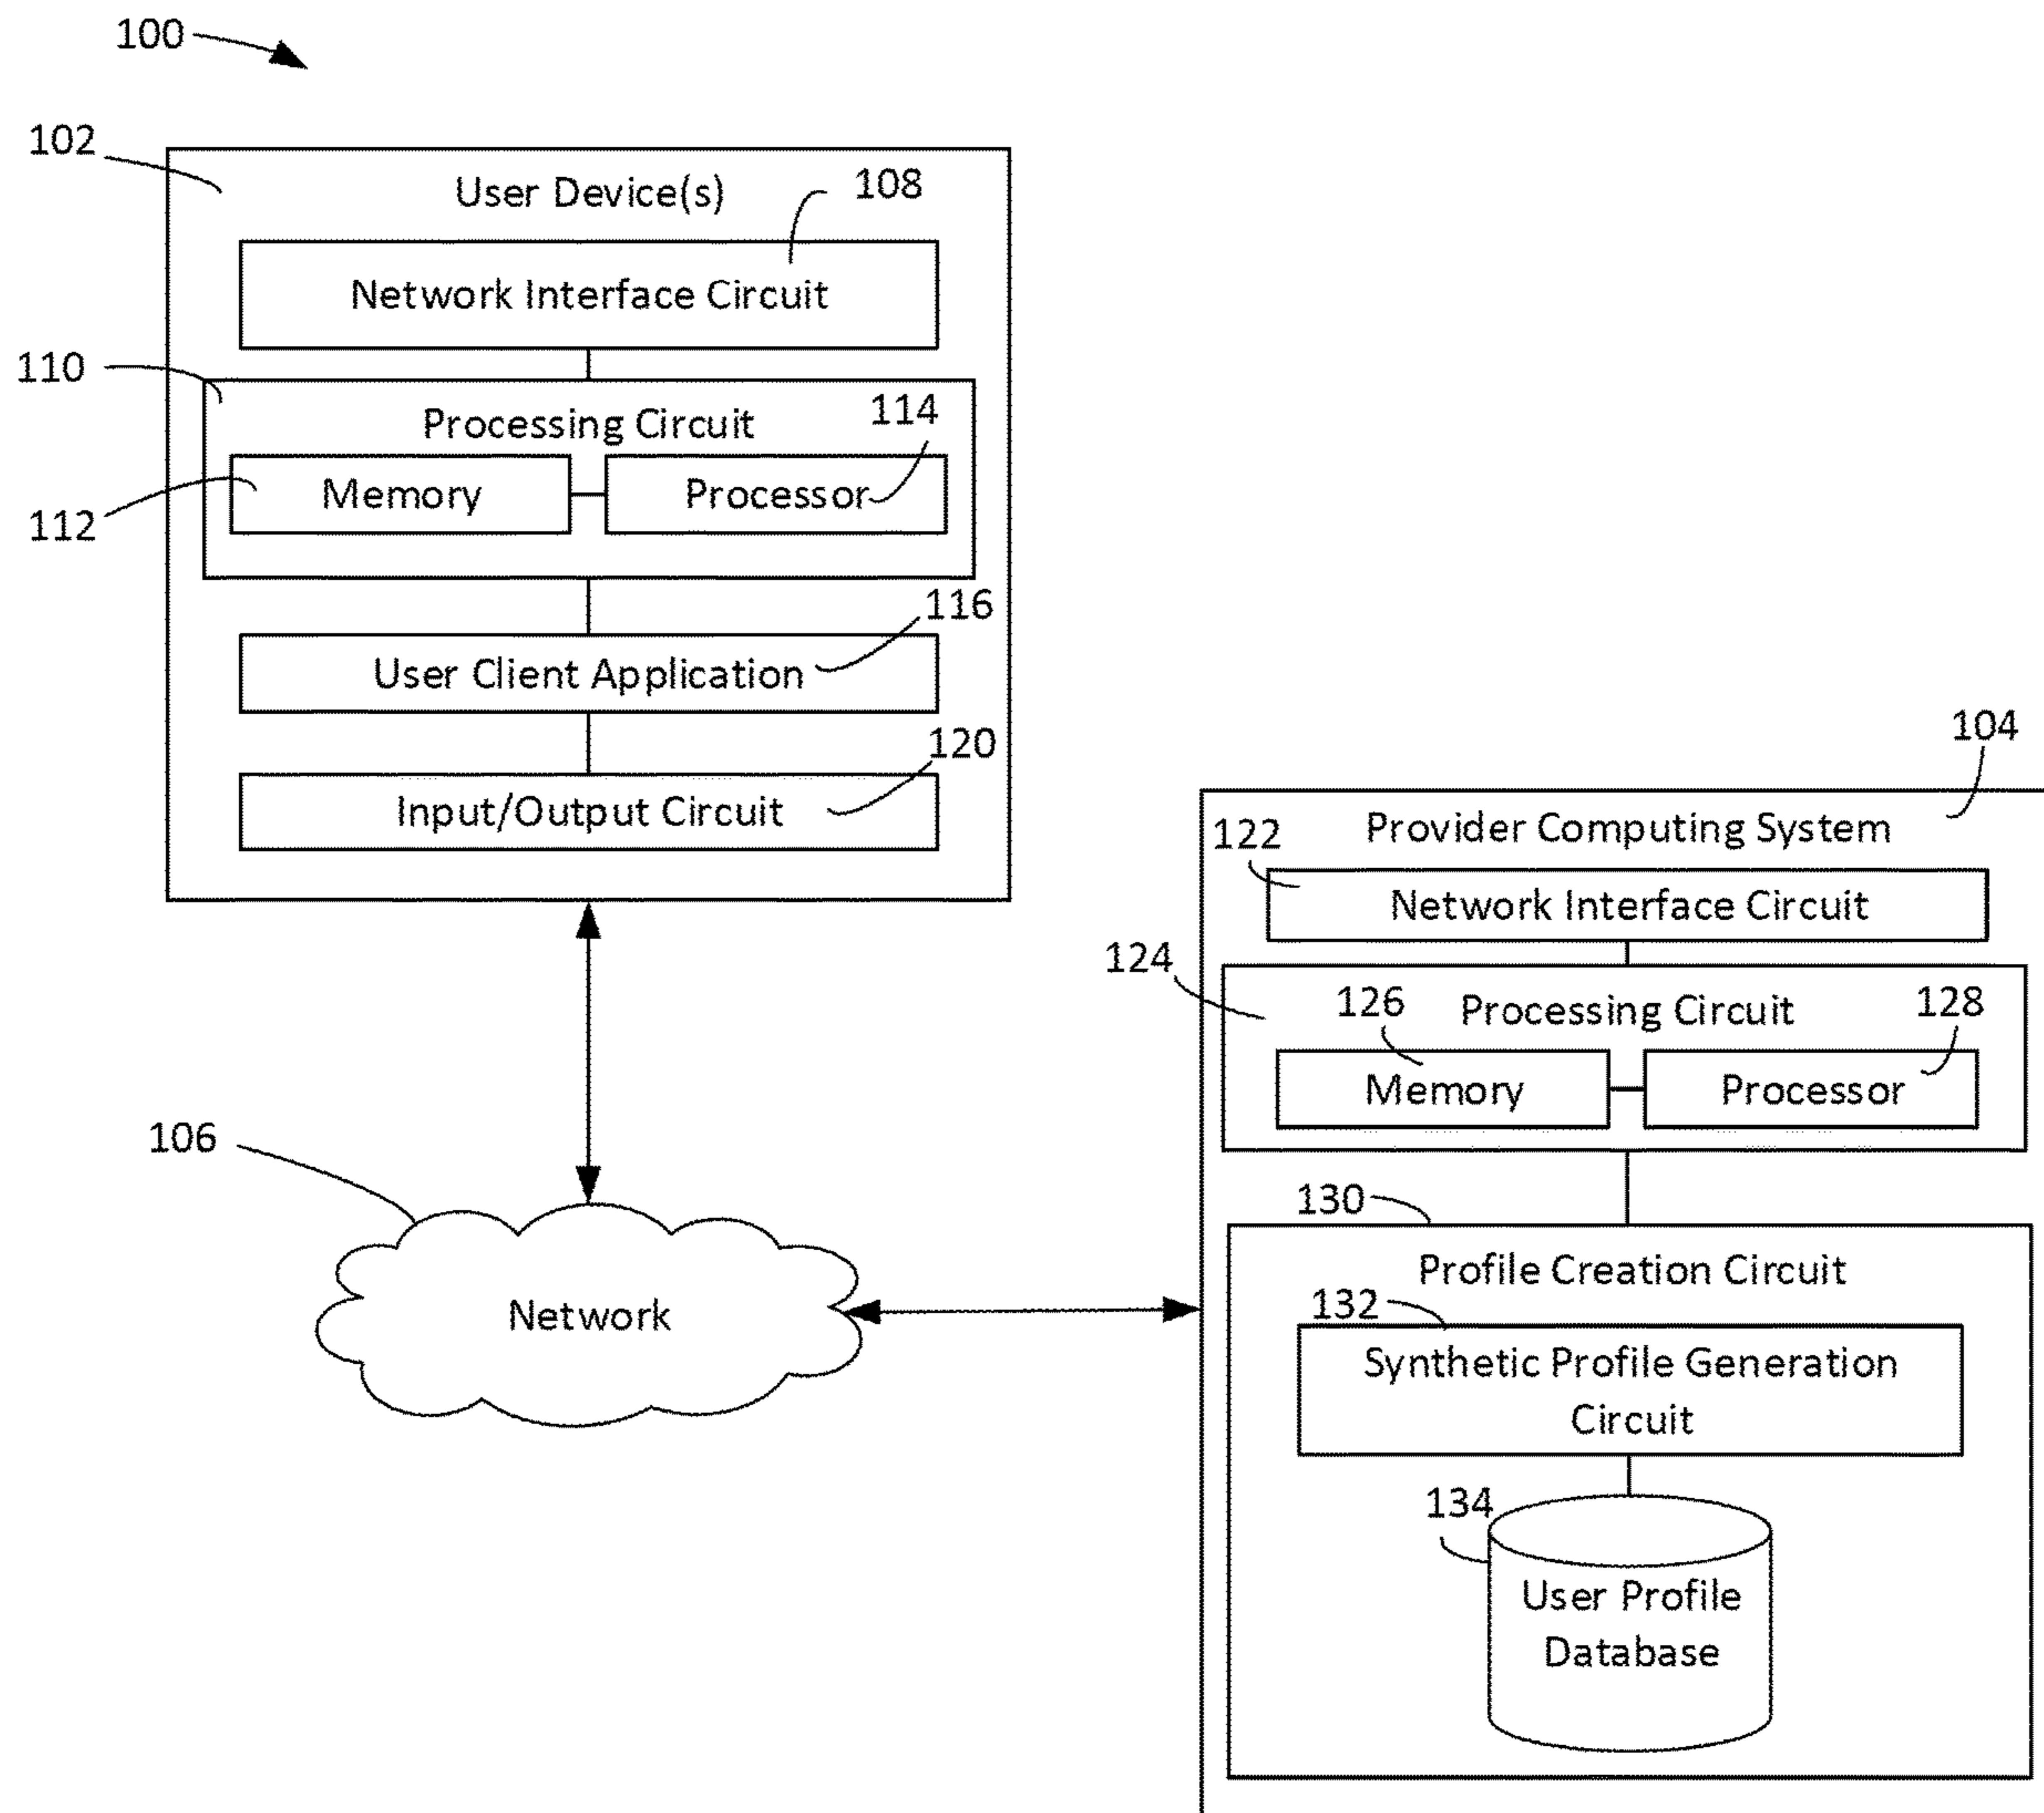 100
102
User Device(s)
108
Network Interface Circuit
110
Processing Circuit
114
Memory
Processor
112
116
User Client Application
120
Input/Output Circuit
104
Provider Computing System
122
Network Interface Circuit
124
Processing Circuit
126
128
Memory
Processor
106
Network
130
Profile Creation Circuit
132
Synthetic Profile Generation
Circuit
134
User Profile
Database